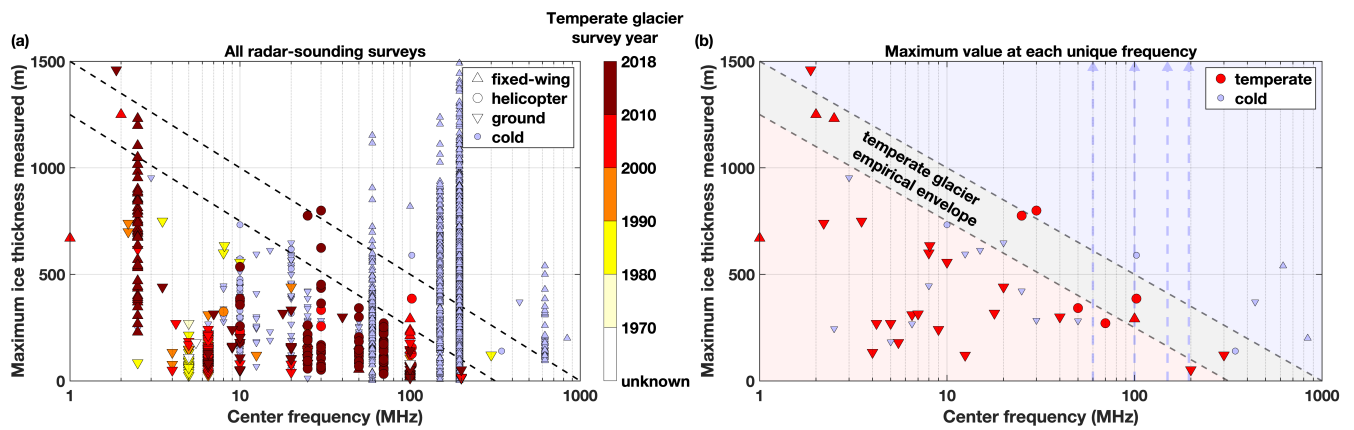 (a)
All radar-sounding surveys
Temperate glacier
survey year
1500
1000
500
0
Maximum ice thickness measured (m)
1
10
100
1000
Center frequency (MHz)
fixed-wing
helicopter
ground
cold
2018
2010
2000
1990
1980
1970
unknown
(b)
Maximum value at each unique frequency
1500
1000
500
0
Maximum ice thickness measured (m)
1
10
100
1000
Center frequency (MHz)
temperate
cold
temperate glacier
empirical envelope